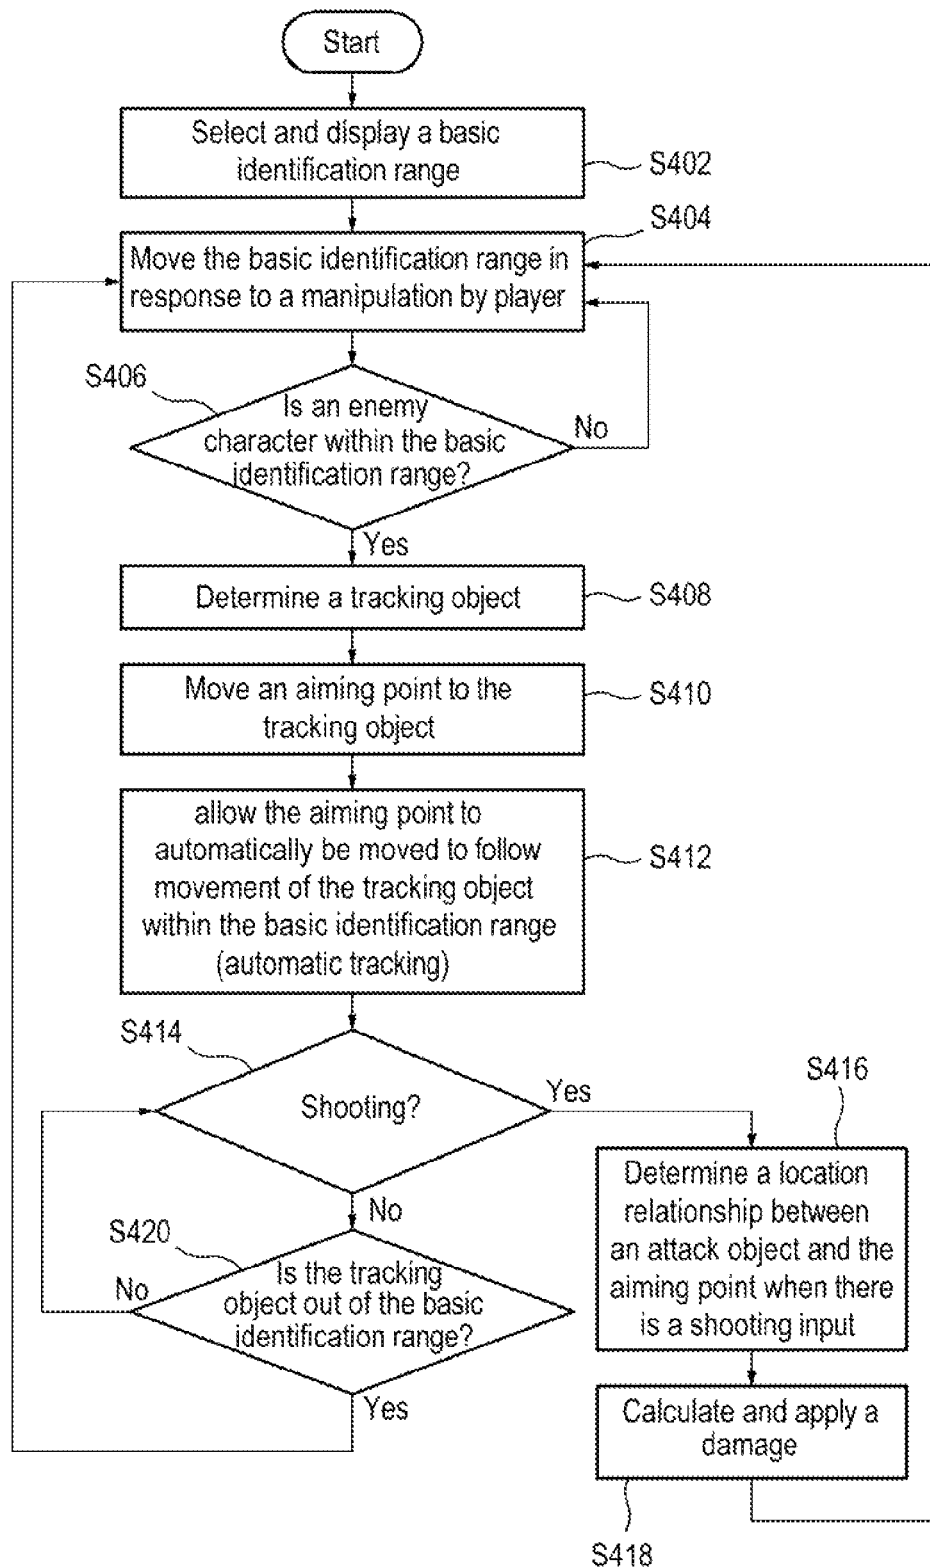 Start
Select and display a basic
identification range
S402
S404
Move the basic identification range in
response to a manipulation by player
S406
Is an enemy
character within the basic
identification range?
No
Yes
Determine a tracking object
S408
Move an aiming point to the
tracking object
S410
allow the aiming point to
automatically be moved to follow
movement of the tracking object
within the basic identification range
(automatic tracking)
S412
S414
Shooting?
Yes
No
S416
Determine a location
relationship between
an attack object and the
aiming point when there
is a shooting input
S420
Is the tracking
object out of the basic
identification range?
No
Yes
Calculate and apply a
damage
S418